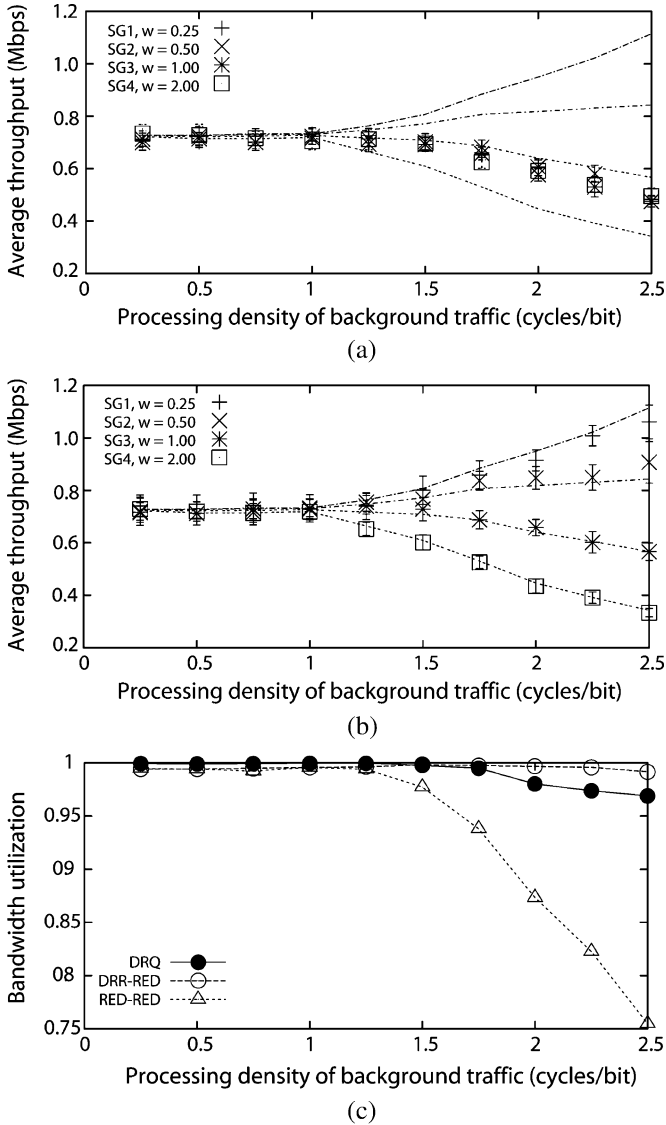 (a)
Average throughput (Mbps)
1.2
1.0
0.8
0.6
0.4
0.2
SG1, w = 0.25
SG2, w = 0.50
SG3, w = 1.00
SG4, w = 2.00
0 0.5 1 1.5 2 2.5
Processing density of background traffic (cycles/bit)
(b)
Average throughput (Mbps)
1.2
1.0
0.8
0.6
0.4
0.2
SG1, w = 0.25
SG2, w = 0.50
SG3, w = 1.00
SG4, w = 2.00
0 0.5 1 1.5 2 2.5
Processing density of background traffic (cycles/bit)
(c)
Bandwidth utilization
1
0.95
09
0.85
08
0.75
DRQ
DRR-RED
RED-RED
0 0.5 1 1.5 2 2.5
Processing density of background traffic (cycles/bit)